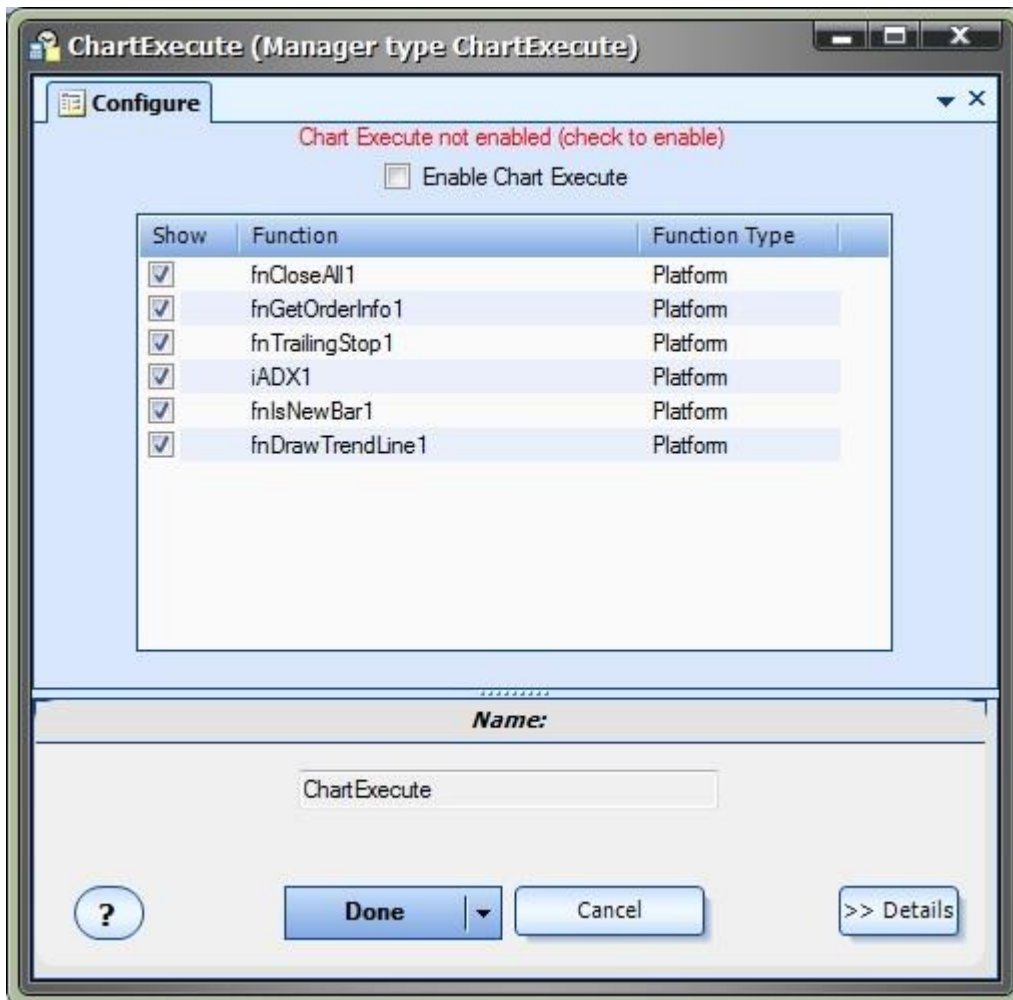 ChartExecute (Manager type ChartExecute)
Configure
Chart Execute not enabled (check to enable)
Enable Chart Execute
Show Function Function Type
fnCloseAll1 Platform
fnGetOrderInfo1 Platform
fnTrailingStop1 Platform
iADX1 Platform
fnIsNewBar1 Platform
fnDrawTrendLine1 Platform
Name:
ChartExecute
? Done Cancel >> Details